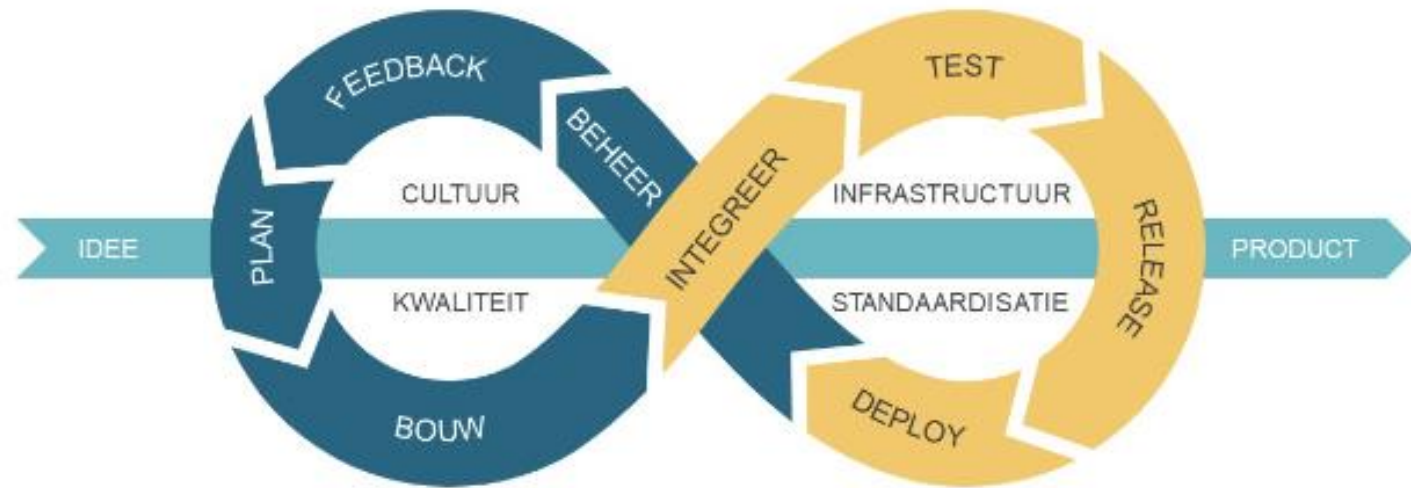 FEEDBACK
TEST
BEHEER
CULTUUR
INFRASTRUCTUUR
IDEE
PLAN
INTEGREER
RELEASE
PRODUCT
KWALITEIT
STANDAARDISATIE
BOUW
DEPLOY